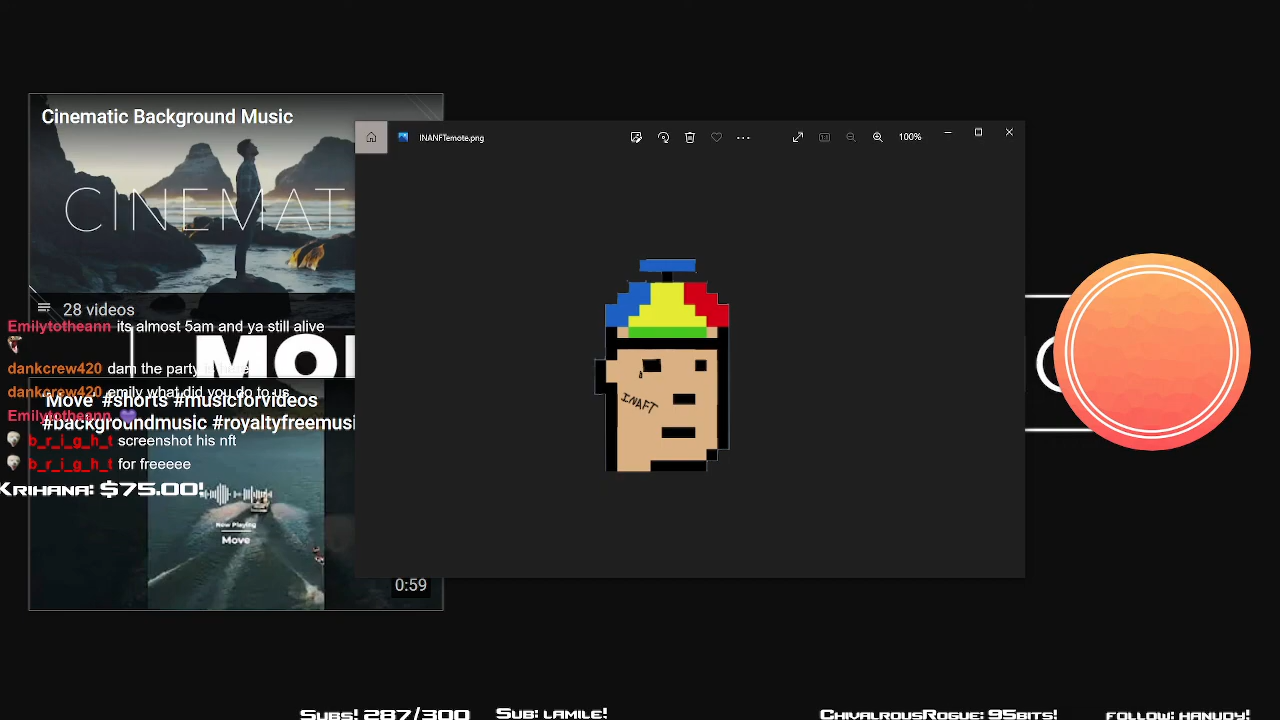 Cinematic Background Music
INANFTemote.png
100%
CINEMAT
28 videos
Emilytotheann its almost 5am and ya still alive
MO
dankcrew420 dam the party is
dankcrew420 emily what did you do to us
Move" #shorts #musicforvideos
Emilytotheann
#backgroundmusic #royaltyfreemusi
b_r_i_g_h_t screenshot his nft
b_r_i_g_h_t for freeeee
Krihana: $75.00!
INAFT
Now Playing
Move
0:59
Subs! 287/300
Sub: lamile!
ChivalrousRogue: 95bits!
follow: hanvdy!